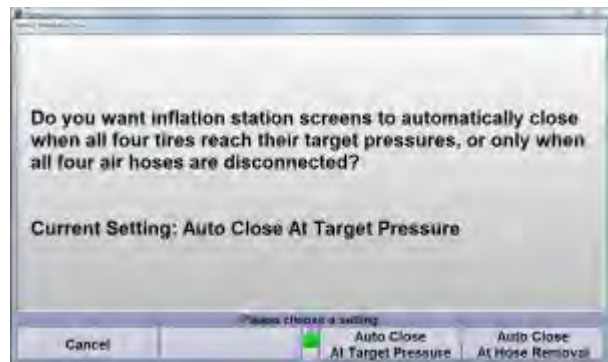 Do you want inflation station screens to automatically close
when all four tires reach their target pressures, or only when
all four air hoses are disconnected?
Current Setting: Auto Close At Target Pressure
Please choose a setting
Cancel
Auto Close
At Target Pressure
Auto Close
At Hose Removal